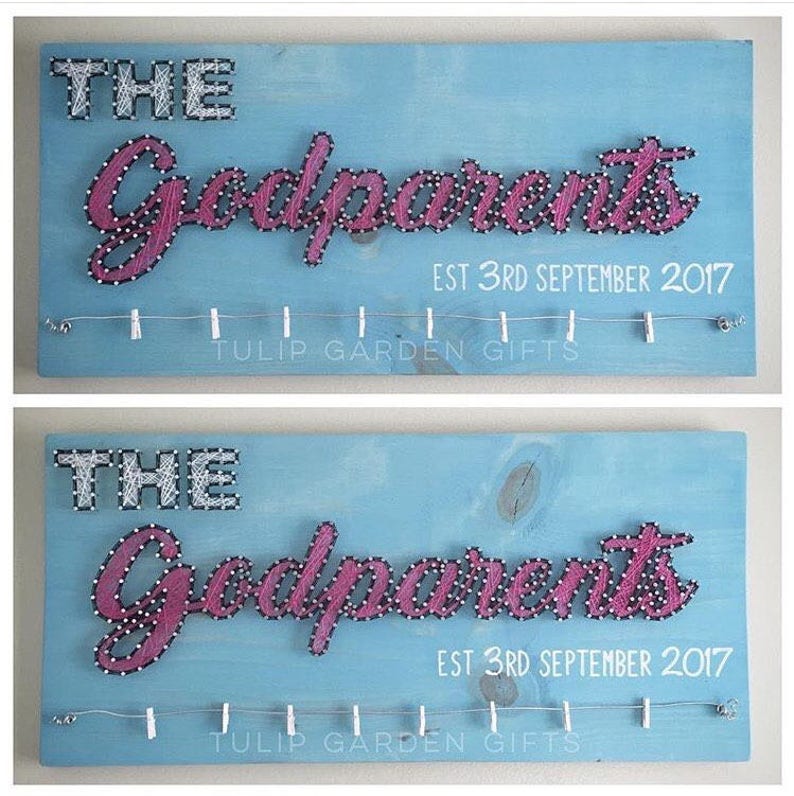 THE
Godparents
EST 3RD SEPTEMBER 2017
TULIP GARDEN GIFTS
THE
Godparents
EST 3RD SEPTEMBER 2017
TULIP GARDEN GIFTS